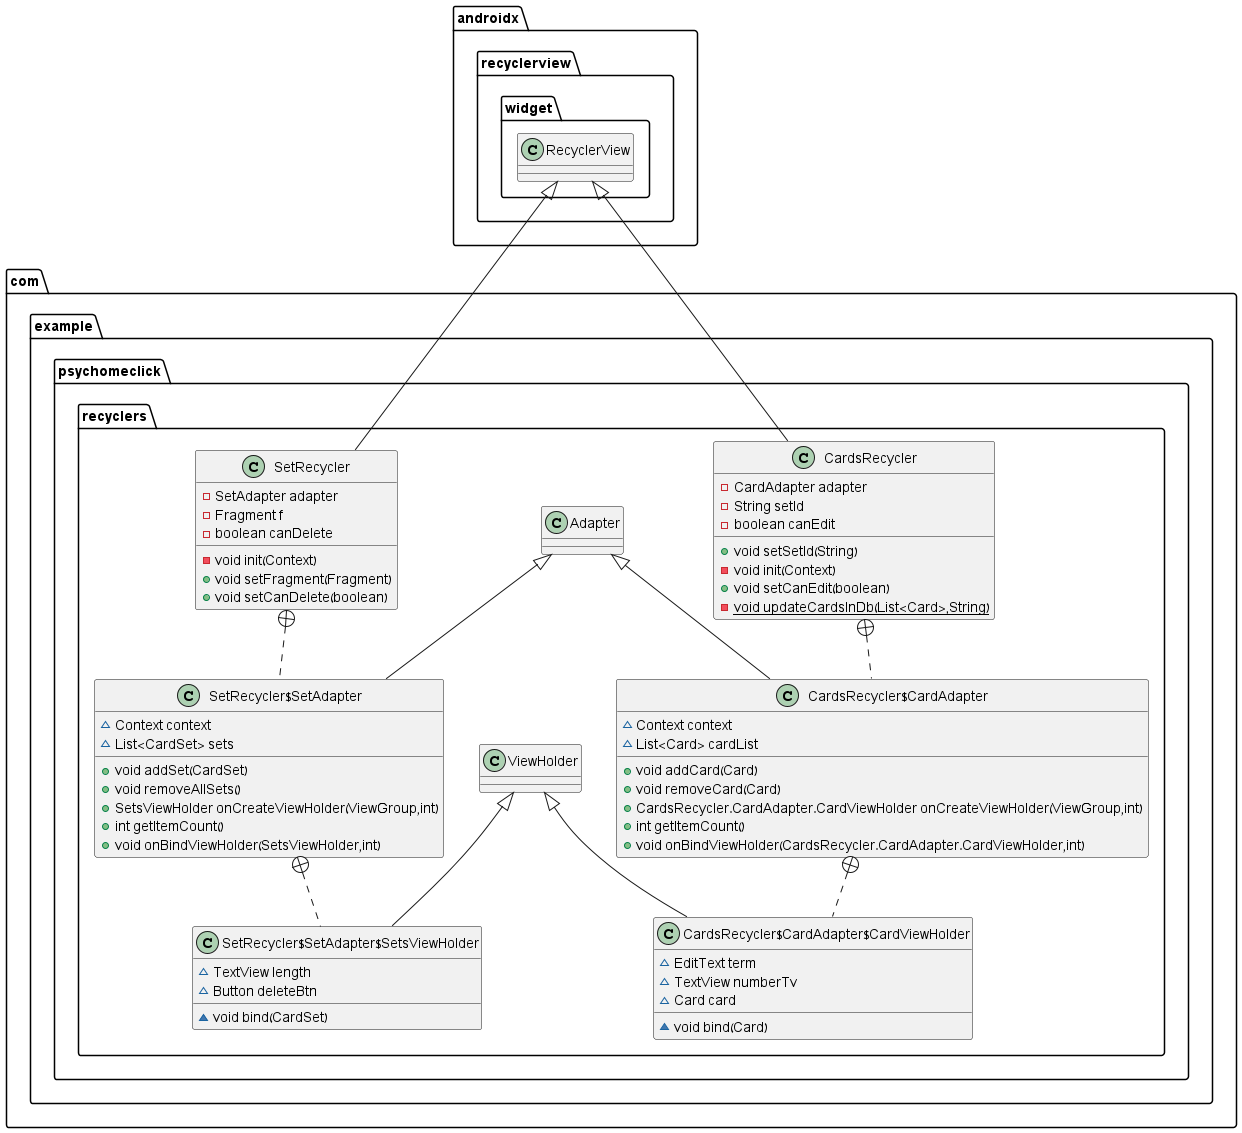 androidx
recyclerview
widget
C RecyclerView
com
example
psychomeclick
recyclers
C SetRecycler
SetAdapter adapter
Fragment f
boolean canDelete
void init(Context)
void setFragment(Fragment)
void setCanDelete(boolean)
C Adapter
C CardsRecycler
CardAdapter adapter
String setId
boolean canEdit
void setSetId(String)
void init(Context)
void setCanEdit(boolean)
void updateCardsInDb(List<Card>,String)
C SetRecycler$SetAdapter
Context context
List<CardSet> sets
void addSet(CardSet)
void removeAllSets()
SetsViewHolder onCreateViewHolder(ViewGroup,int)
int getItemCount()
void onBindViewHolder(SetsViewHolder,int)
C ViewHolder
C CardsRecycler$CardAdapter
Context context
List<Card> cardList
void addCard(Card)
void removeCard(Card)
CardsRecycler.CardAdapter.CardViewHolder onCreateViewHolder(ViewGroup,int)
int getItemCount()
void onBindViewHolder(CardsRecycler.CardAdapter.CardViewHolder,int)
C SetRecycler$SetAdapter$SetsViewHolder
TextView length
Button deleteBtn
void bind(CardSet)
C CardsRecycler$CardAdapter$CardViewHolder
EditText term
TextView numberTv
Card card
void bind(Card)